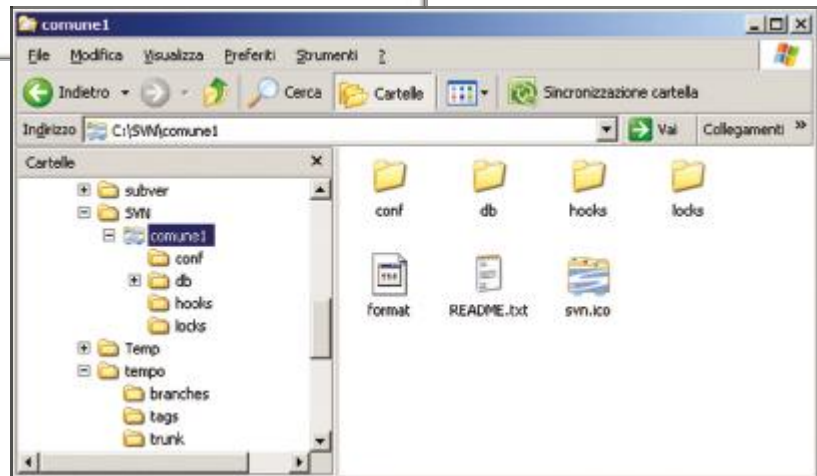 comune1
File Modifica Visualizza Preferiti Strumenti ?
Indietro Cerca Cartelle Sincronizzazione cartella
Indirizzo C:\SVN\comune1 Vai Collegamenti »
Cartelle
subver
SVN
comune1
conf
db
hooks
locks
Temp
tempo
branches
tags
trunk
conf db hooks locks
format README.txt svn.ico